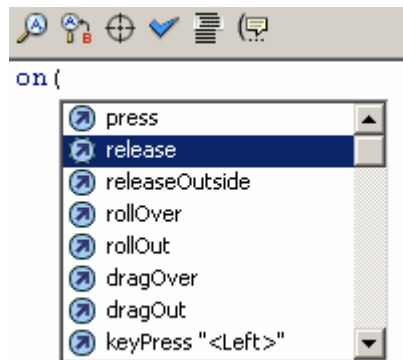 on(
press
release
releaseOutside
rollOver
rollOut
dragOver
dragOut
keyPress "<Left>"